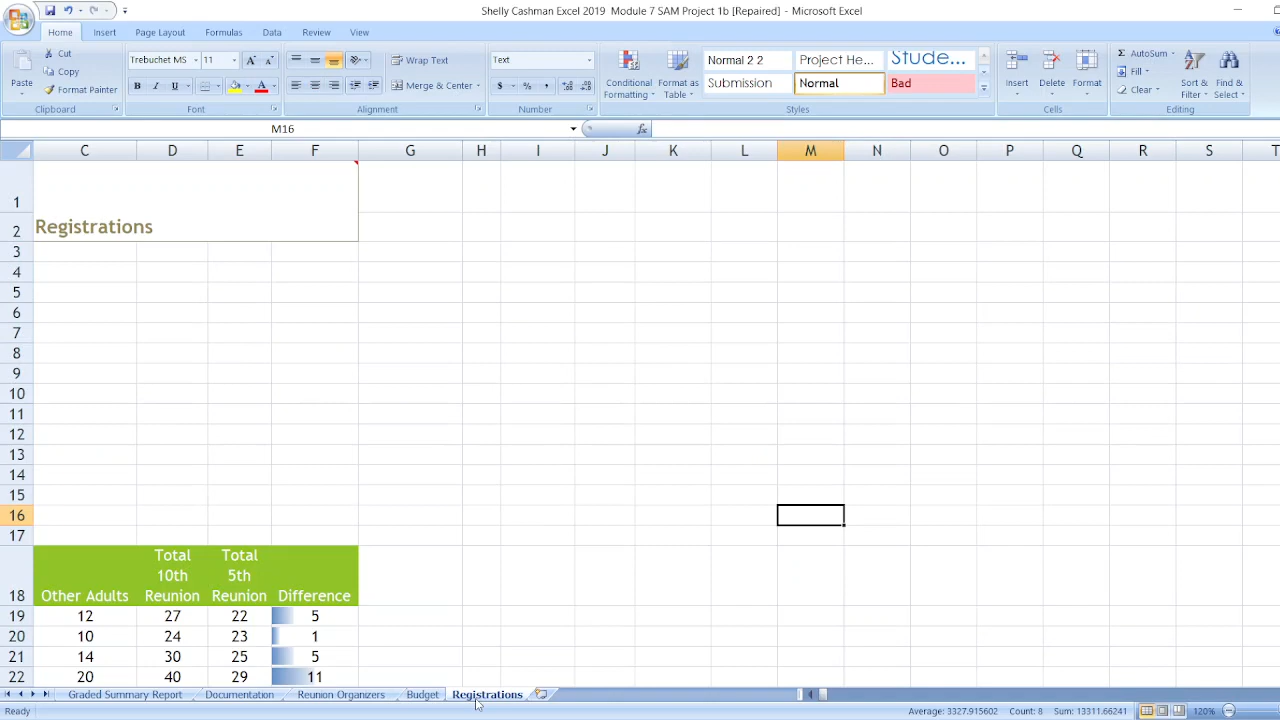 Shelly Cashman Excel 2019 Module 7 SAM Project 1b [Repaired] - Microsoft Excel
Home Insert Page Layout Formulas Data Review View
Cut
Copy
Format Painter
Paste
Clipboard
Trebuchet MS 11
B I U
Font
Wrap Text
Merge & Center
Alignment
Text
$ % ,
Number
Conditional Formatting
Format as Table
Normal 2 2 Project He... Stude...
Submission Normal Bad
Styles
Insert Delete Format
Cells
Σ AutoSum
Fill
Clear
Sort & Filter
Find & Select
Editing
M16 fx
C D E F G H I J K L M N O P Q R S T
1
2 Registrations
3
4
5
6
7
8
9
10
11
12
13
14
15
16
17
18 Other Adults Total 10th Reunion Total 5th Reunion Difference
19 12 27 22 5
20 10 24 23 1
21 14 30 25 5
22 20 40 29 11
Graded Summary Report Documentation Reunion Organizers Budget Registrations
Ready Average: 3327.915602 Count: 8 Sum: 13311.66241 120%